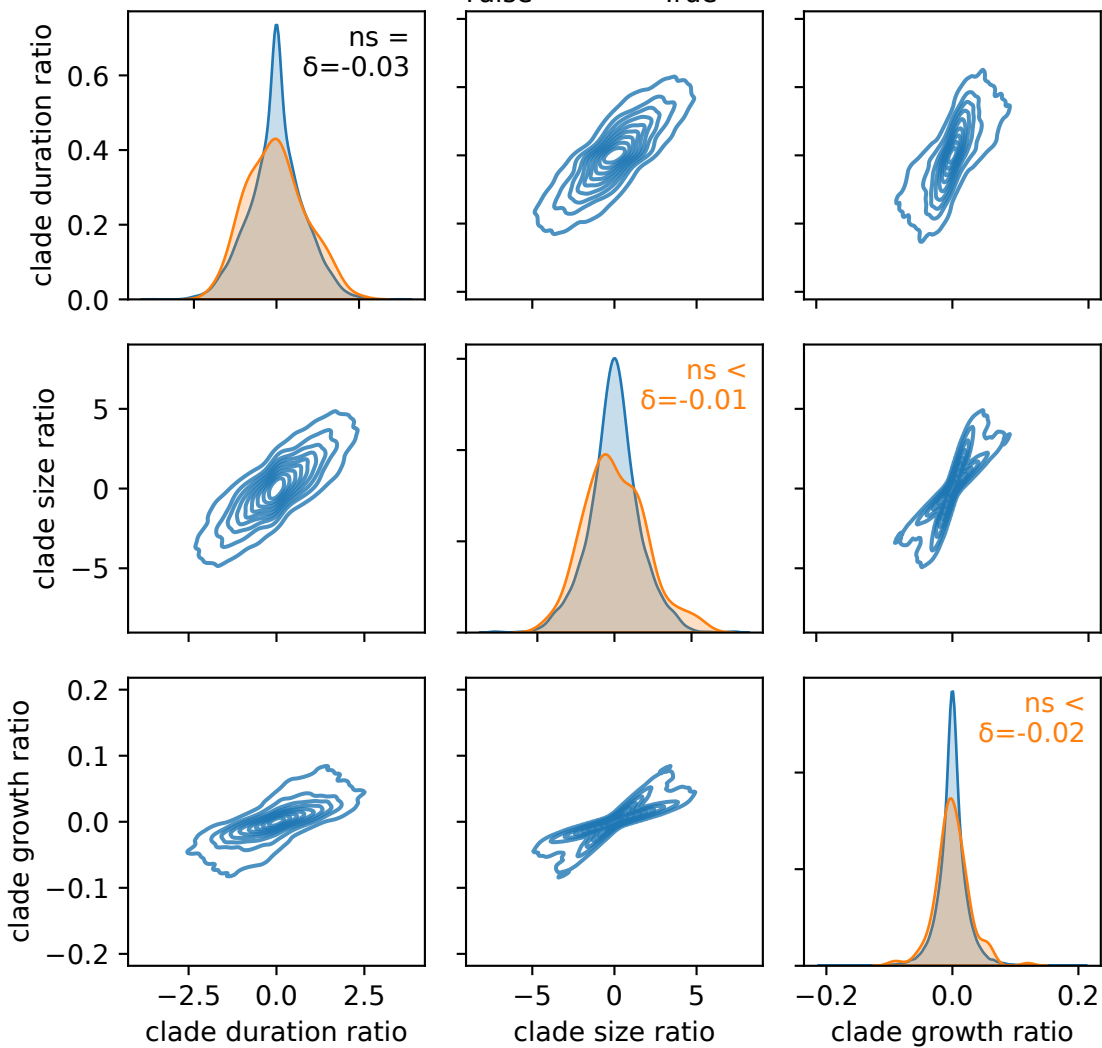 clade duration ratio
0.6
0.4
0.2
0.0
ns =
δ=-0.03
clade size ratio
5
0
−5
ns <
δ=-0.01
clade growth ratio
0.2
0.1
0.0
−0.1
−0.2
ns <
δ=-0.02
−2.5 0.0 2.5
−5 0 5
−0.2 0.0 0.2
clade duration ratio
clade size ratio
clade growth ratio